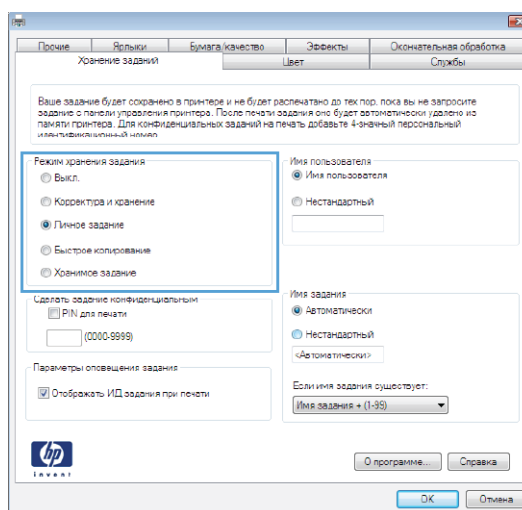 Прочие Ярлыки Бумага/качество Эффекты Окончательная обработка
Хранение заданий Цвет Службы
Ваше задание будет сохранено в принтере и не будет
распечатано до тех пор, пока вы не запросите
задание с панели управления принтера. После печати
задания оно будет автоматически удалено из
памяти принтера. Для конфиденциальных заданий на
печать добавьте 4-значный персональный
идентификационный номер
Режим хранения задания
Выкл.
Корректура и хранение
Личное задание
Быстрое копирование
Хранимое задание
Имя пользователя
Имя пользователя
Нестандартный
Сделать задание конфиденциальным
PIN для печати
(0000-9999)
Параметры оповещения задания
Отображать ИД задания при печати
Имя задания
Автоматически
Нестандартный
<Автоматически>
Если имя задания существует:
Имя задания + (1-99)
hp
invent
О программе... Справка
OK Отмена